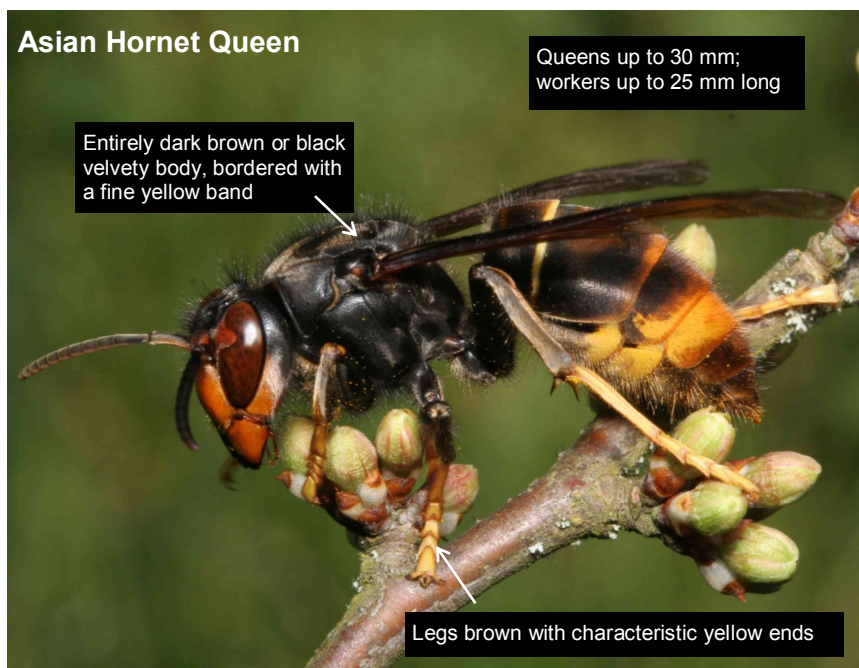 Asian Hornet Queen
Queens up to 30 mm;
workers up to 25 mm long
Entirely dark brown or black
velvety body, bordered with
a fine yellow band
Legs brown with characteristic yellow ends